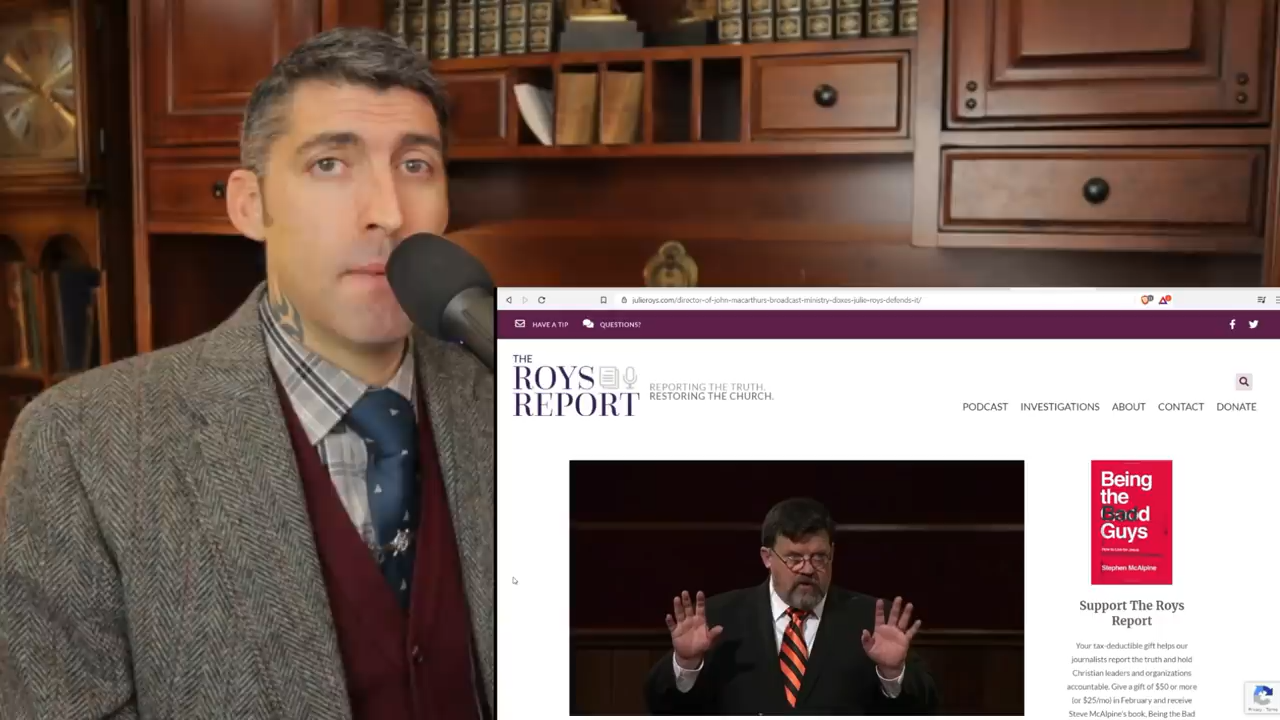 julieroys.com/director-of-john-macarthurs-broadcast-ministry-doxes-julie-roys-defends-it/
HAVE A TIP
QUESTIONS?
THE
ROYS
REPORT
REPORTING THE TRUTH.
RESTORING THE CHURCH.
PODCAST
INVESTIGATIONS
ABOUT
CONTACT
DONATE
Being
the
Badd
Guys
Stephen McAlpine
Support The Roys
Report
Your tax-deductible gift helps our
journalists report the truth and hold
Christian leaders and organizations
accountable. Give a gift of $50 or more
(or $25/mo) in February and receive
Steve McAlpine's book, Being the Bad